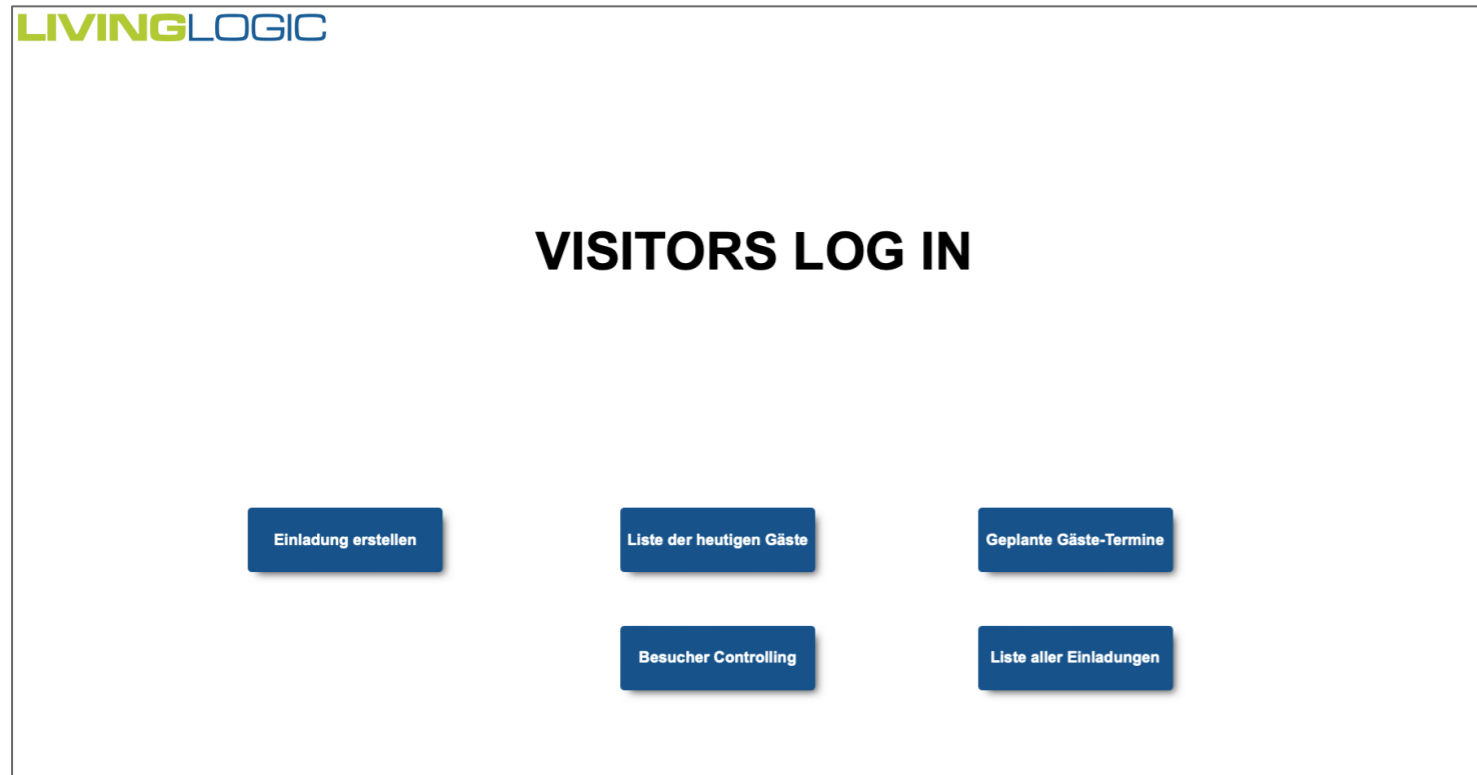 LIVINGLOGIC
VISITORS LOG IN
Einladung erstellen
Liste der heutigen Gäste
Geplante Gäste-Termine
Besucher Controlling
Liste aller Einladungen